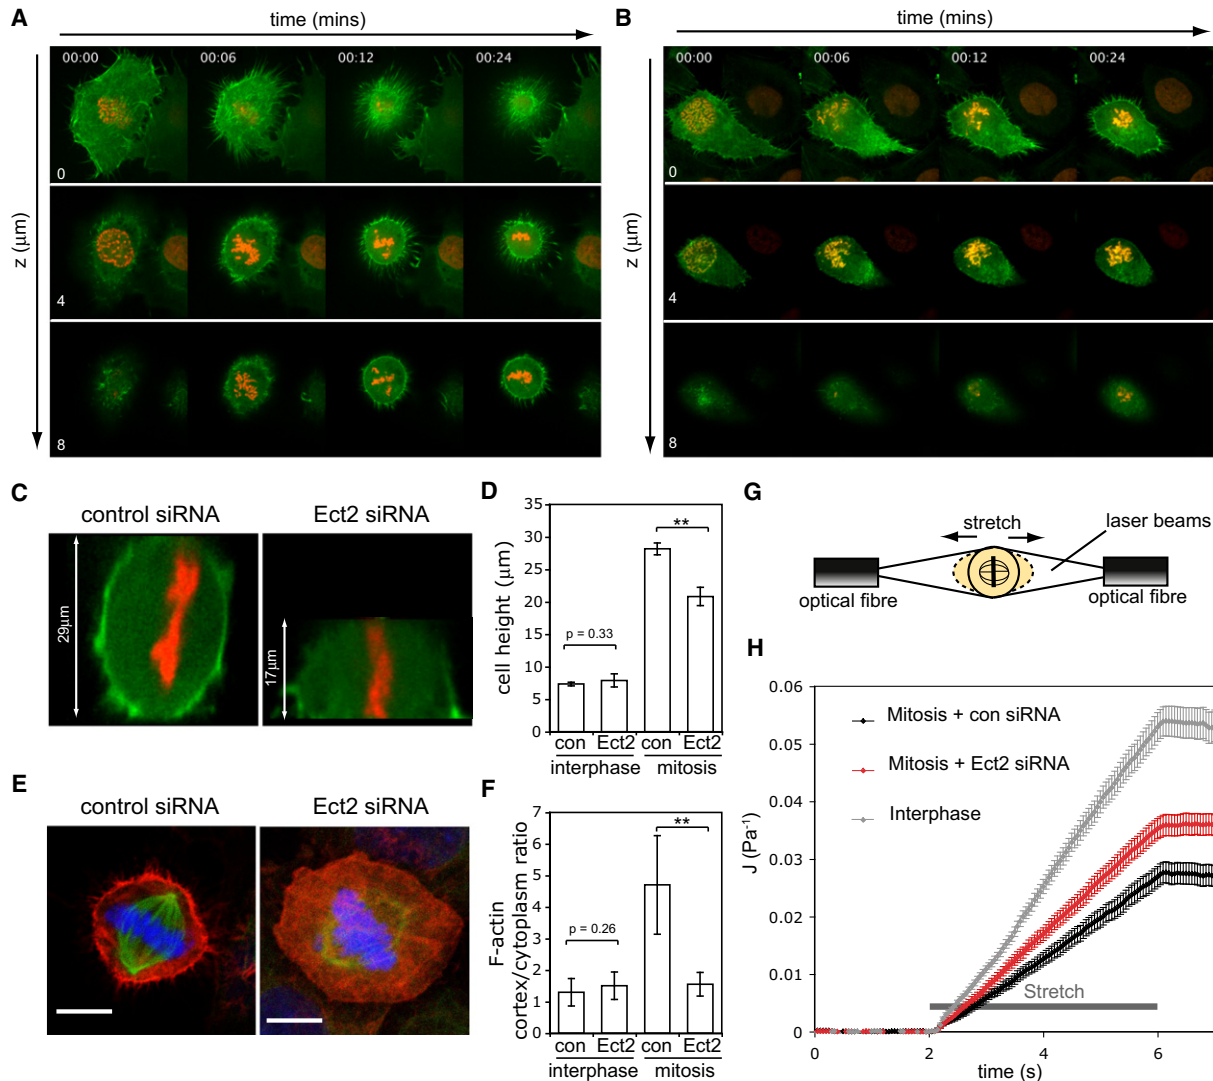 A
time (mins)
00:00 00:06 00:12 00:24
z (µm)
0
4
8
B
time (mins)
00:00 00:06 00:12 00:24
z (µm)
0
4
8
C
control siRNA Ect2 siRNA
29µm
17µm
D
cell height (µm)
35
30
25
20
15
10
5
0
p = 0.33
**
con Ect2 con Ect2
interphase mitosis
E
control siRNA Ect2 siRNA
F
F-actin
cortex/cytoplasm ratio
7
6
5
4
3
2
1
0
p = 0.26
**
con Ect2 con Ect2
interphase mitosis
G
stretch
laser beams
optical fibre
optical fibre
H
J (Pa⁻¹)
0.06
0.05
0.04
0.03
0.02
0.01
0
Mitosis + con siRNA
Mitosis + Ect2 siRNA
Interphase
Stretch
0 2 4 6
time (s)